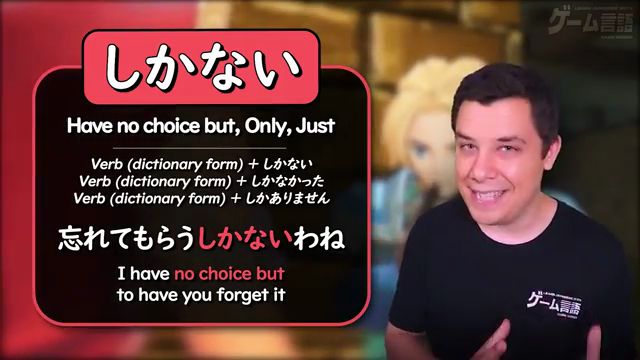 しかない
Have no choice but, Only, Just
Verb (dictionary form) + しかない
Verb (dictionary form) + しかなかった
Verb (dictionary form) + しかありません
忘れてもらうしかないわね
I have no choice but
to have you forget it
ゲーム言語
ゲーム言語